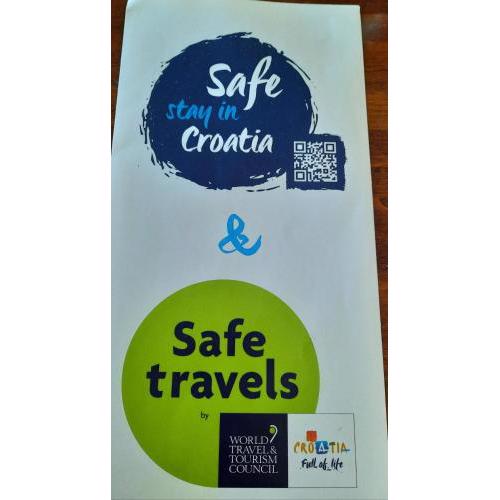 Safe
stay in
Croatia
&
Safe
travels
by
WORLD
TRAVEL &
TOURISM
COUNCIL
CROATIA
Full of life